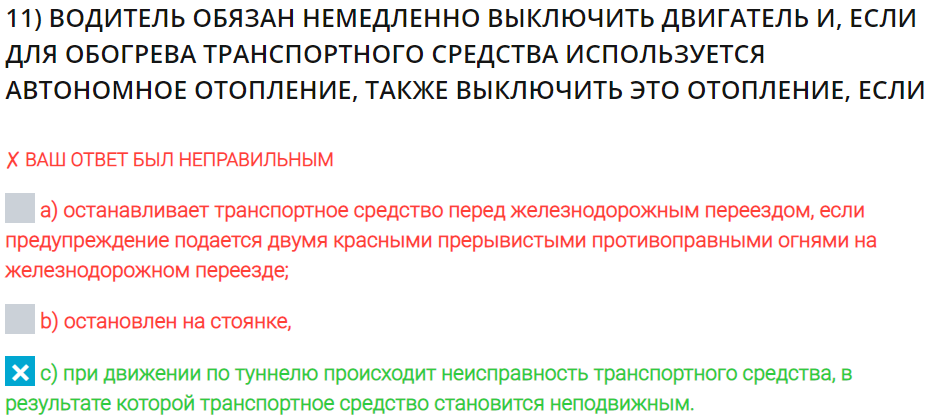 11) ВОДИТЕЛЬ ОБЯЗАН НЕМЕДЛЕННО ВЫКЛЮЧИТЬ ДВИГАТЕЛЬ И, ЕСЛИ
ДЛЯ ОБОГРЕВА ТРАНСПОРТНОГО СРЕДСТВА ИСПОЛЬЗУЕТСЯ
АВТОНОМНОЕ ОТОПЛЕНИЕ, ТАКЖЕ ВЫКЛЮЧИТЬ ЭТО ОТОПЛЕНИЕ, ЕСЛИ
✗ ВАШ ОТВЕТ БЫЛ НЕПРАВИЛЬНЫМ
a) останавливает транспортное средство перед железнодорожным переездом, если
предупреждение подается двумя красными прерывистыми противоправными огнями на
железнодорожном переезде;
b) остановлен на стоянке,
c) при движении по туннелю происходит неисправность транспортного средства, в
результате которой транспортное средство становится неподвижным.